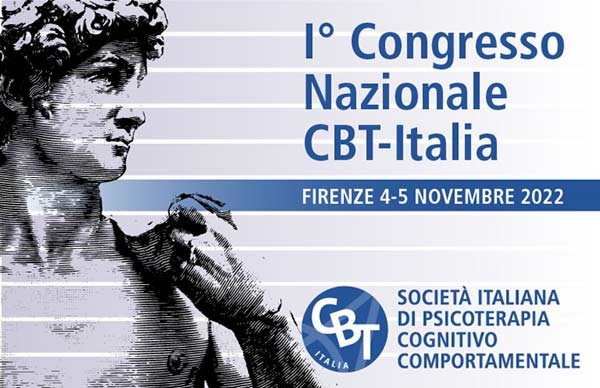 I° Congresso
Nazionale
CBT-Italia
FIRENZE 4-5 NOVEMBRE 2022
CBT
ITALIA
SOCIETÀ ITALIANA
DI PSICOTERAPIA
COGNITIVO
COMPORTAMENTALE